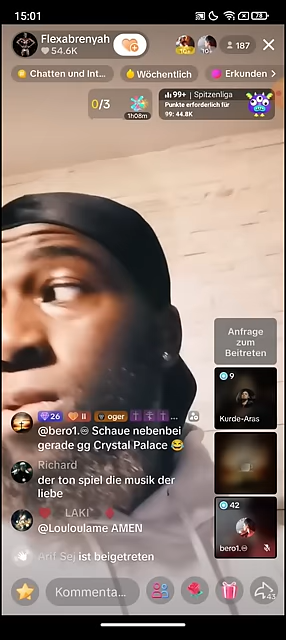 15:01
78
Flexabrenyah
54.6K
187
Chatten und Int...
Wöchentlich
Erkunden
0/3
1h08m
99+ | Spitzenliga
Punkte erforderlich für
99: 44.8K
Anfrage
zum
Beitreten
9
Kurde-Aras
42
bero1.
26 II oger ...
@bero1. Schaue nebenbei
gerade gg Crystal Palace 😂
Richard
der ton spiel die musik der
liebe
LAKI
@Louloulame AMEN
Arif Sej ist beigetreten
Kommenta...
43